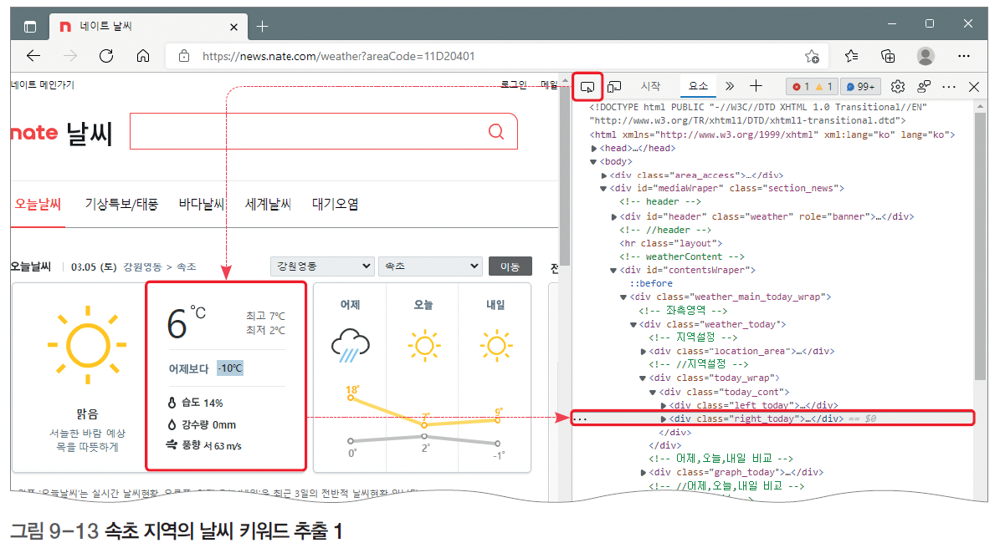 네이트 날씨
https://news.nate.com/weather?areaCode=11D20401
네이트 메인가기
로그인 메일
nate 날씨
오늘날씨 기상특보/태풍 바다날씨 세계날씨 대기오염
오늘날씨 03.05 (토) 강원영동 > 속초 강원영동 속초 이동
맑음
서늘한 바람 예상
목을 따뜻하게
6℃
최고 7℃
최저 2℃
어제보다 -10℃
습도 14%
강수량 0mm
풍향 서 63 m/s
어제 오늘 내일
18° 7° 9°
0° 2° -1°
시작 요소 1 1 99+
<!DOCTYPE html PUBLIC "-//W3C//DTD XHTML 1.0 Transitional//EN"
"http://www.w3.org/TR/xhtml1/DTD/xhtml1-transitional.dtd">
<html xmlns="http://www.w3.org/1999/xhtml" xml:lang="ko" lang="ko">
<head>…</head>
<body>
<div class="area_access">…</div>
<div id="mediaWraper" class="section_news">
<!-- header -->
<div id="header" class="weather" role="banner">…</div>
<!-- //header -->
<hr class="layout">
<!-- weatherContent -->
<div id="contentsWraper">
::before
<div class="weather_main_today_wrap">
<!-- 좌측영역 -->
<div class="weather_today">
<!-- 지역설정 -->
<div class="location_area">…</div>
<!-- //지역설정 -->
<div class="today_wrap">
<div class="today_cont">
<div class="left_today">…</div>
<div class="right_today">…</div> == $0
</div>
</div>
<!-- 어제,오늘,내일 비교 -->
<div class="graph_today">…</div>
<!-- //어제,오늘,내일 비교 -->
그림 9-13 속초 지역의 날씨 키워드 추출 1